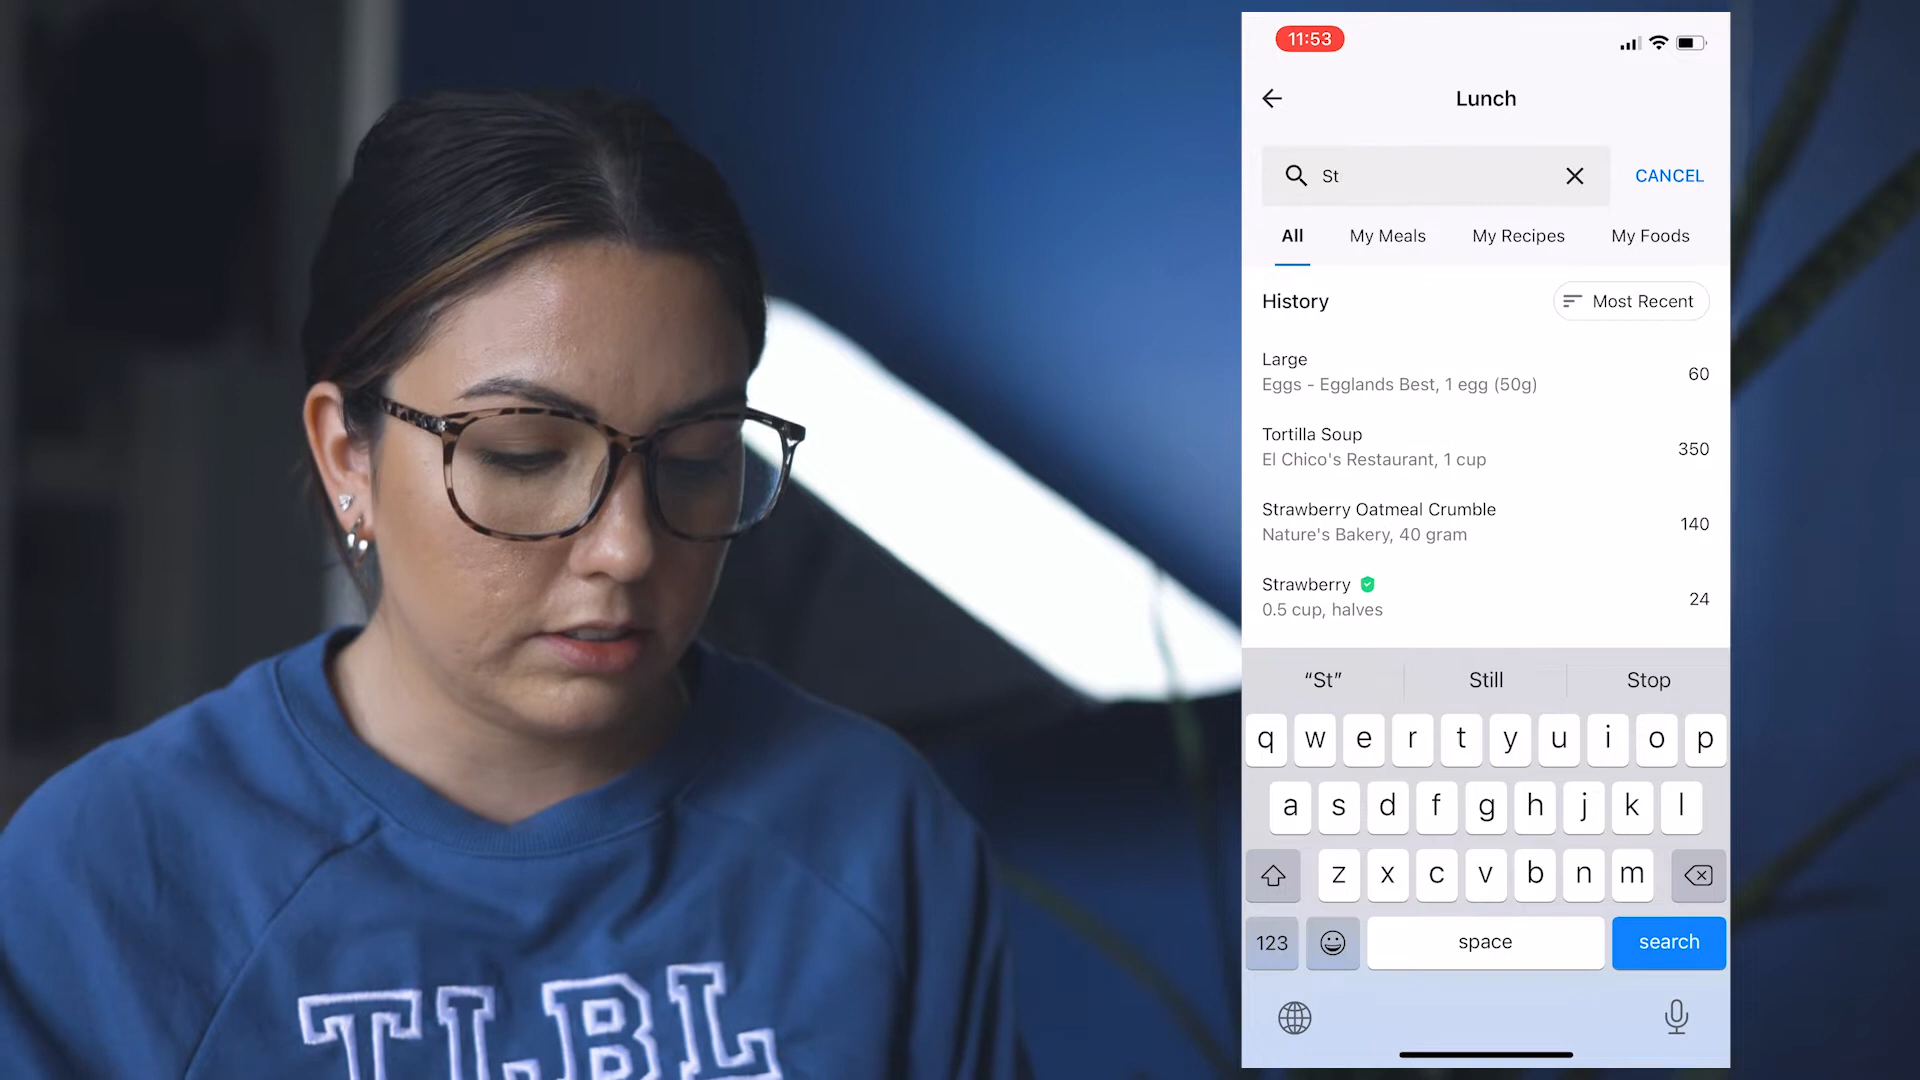 11:53
Lunch
St
CANCEL
All My Meals My Recipes My Foods
History
Most Recent
Large
Eggs - Egglands Best, 1 egg (50g)
60
Tortilla Soup
El Chico's Restaurant, 1 cup
350
Strawberry Oatmeal Crumble
Nature's Bakery, 40 gram
140
Strawberry
0.5 cup, halves
24
“St” Still Stop
q w e r t y u i o p
a s d f g h j k l
z x c v b n m
123 space search
TLBL